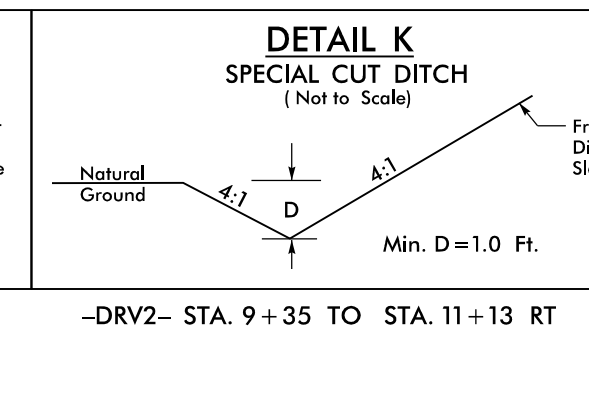 DETAIL K
SPECIAL CUT DITCH
( Not to Scale)
Natural
Ground
4:1
D
4:1
Min. D=1.0 Ft.
-DRV2- STA. 9+35 TO STA. 11+13 RT